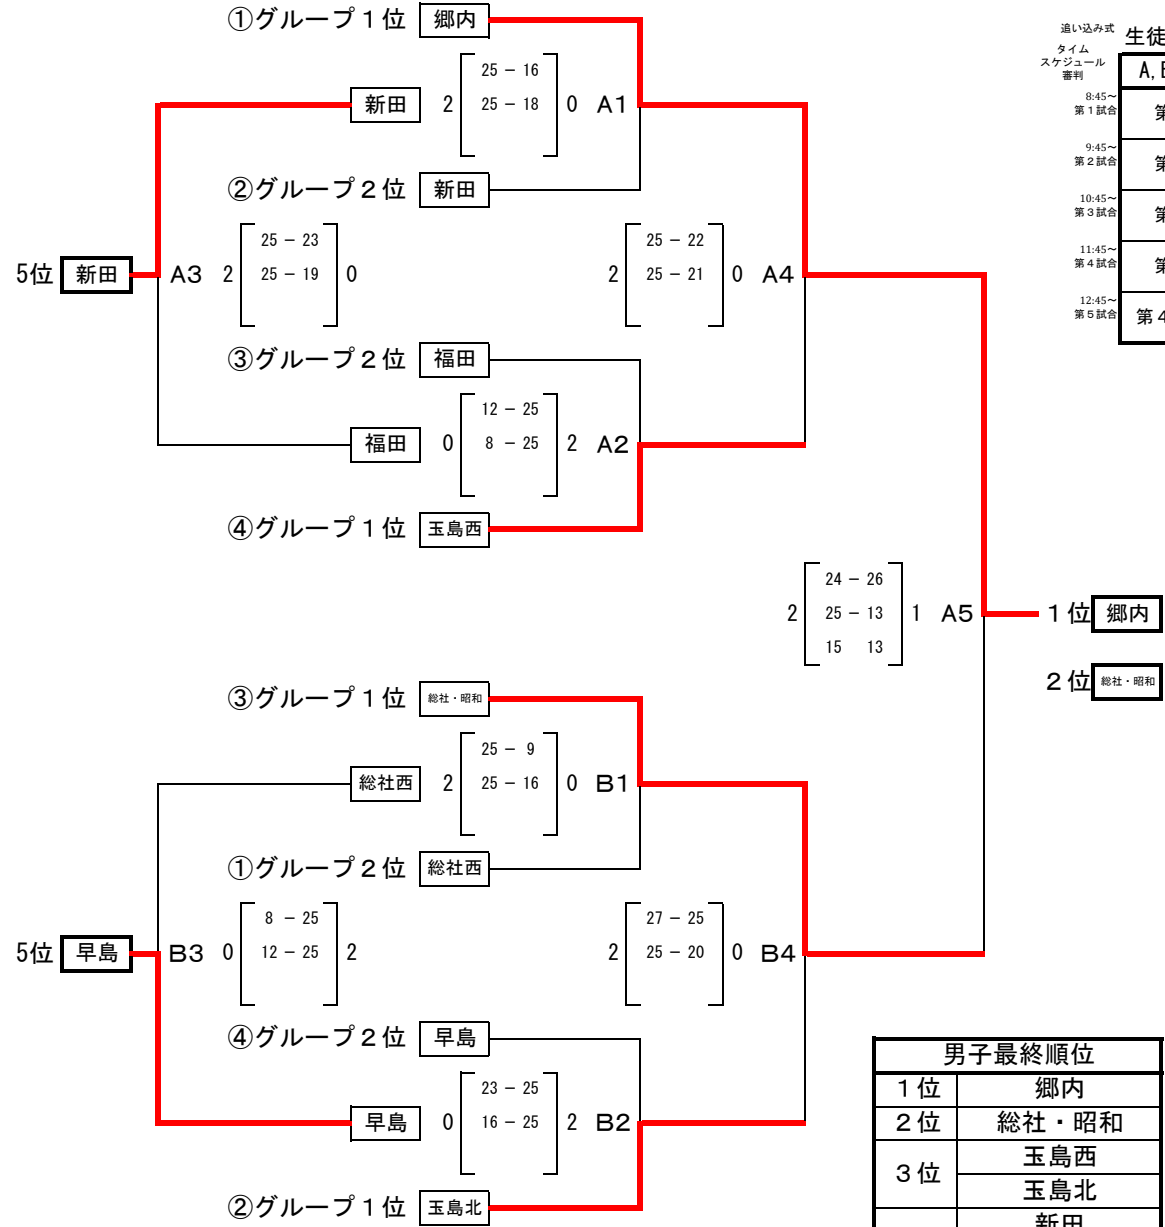 ①グループ１位 郷内
追い込み式 生徒
タイム
スケジュール
審判
A,
25 － 16
新田 2 25 － 18 0 A1
8:45～
第１試合 第
②グループ２位 新田
9:45～
第２試合 第
10:45～
第３試合 第
25 － 23
5位 新田 A3 2 25 － 19 0
25 － 22
2 25 － 21 0 A4
11:45～
第４試合 第
12:45～
第５試合 第４
③グループ２位 福田
12 － 25
福田 0 8 － 25 2 A2
④グループ１位 玉島西
24 － 26
2 25 － 13 1 A5
15 13
１位 郷内
２位 総社・昭和
③グループ１位 総社・昭和
25 － 9
総社西 2 25 － 16 0 B1
①グループ２位 総社西
8 － 25
5位 早島 B3 0 12 － 25 2
27 － 25
2 25 － 20 0 B4
④グループ２位 早島
23 － 25
早島 0 16 － 25 2 B2
②グループ１位 玉島北
男子最終順位
１位 郷内
２位 総社・昭和
３位 玉島西
玉島北
新田